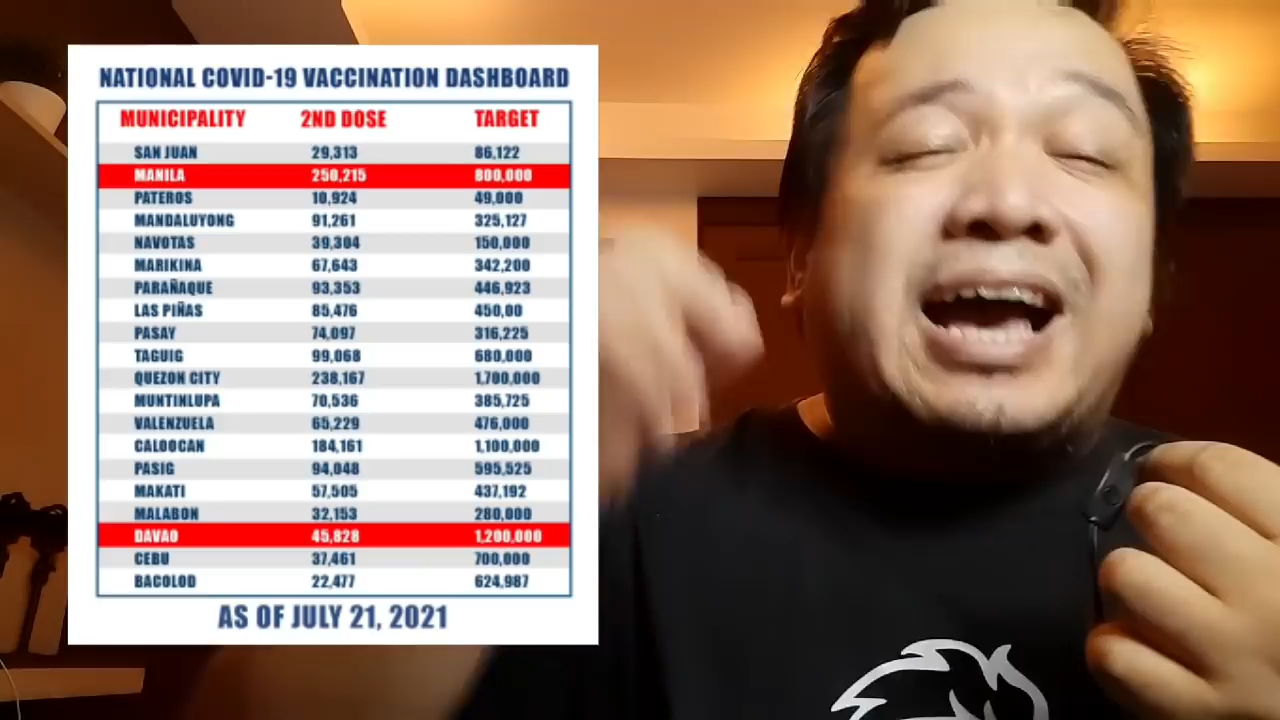 NATIONAL COVID-19 VACCINATION DASHBOARD
MUNICIPALITY 2ND DOSE TARGET
SAN JUAN 29,313 86,122
MANILA 250,215 800,000
PATEROS 10,924 49,000
MANDALUYONG 91,261 325,127
NAVOTAS 39,304 150,000
MARIKINA 67,643 342,200
PARAÑAQUE 93,353 446,923
LAS PIÑAS 85,476 450,00
PASAY 74,097 316,225
TAGUIG 99,068 680,000
QUEZON CITY 238,167 1,700,000
MUNTINLUPA 70,536 385,725
VALENZUELA 65,229 476,000
CALOOCAN 184,161 1,100,000
PASIG 94,048 595,525
MAKATI 57,505 437,192
MALABON 32,153 280,000
DAVAO 45,828 1,200,000
CEBU 37,461 700,000
BACOLOD 22,477 624,987
AS OF JULY 21, 2021